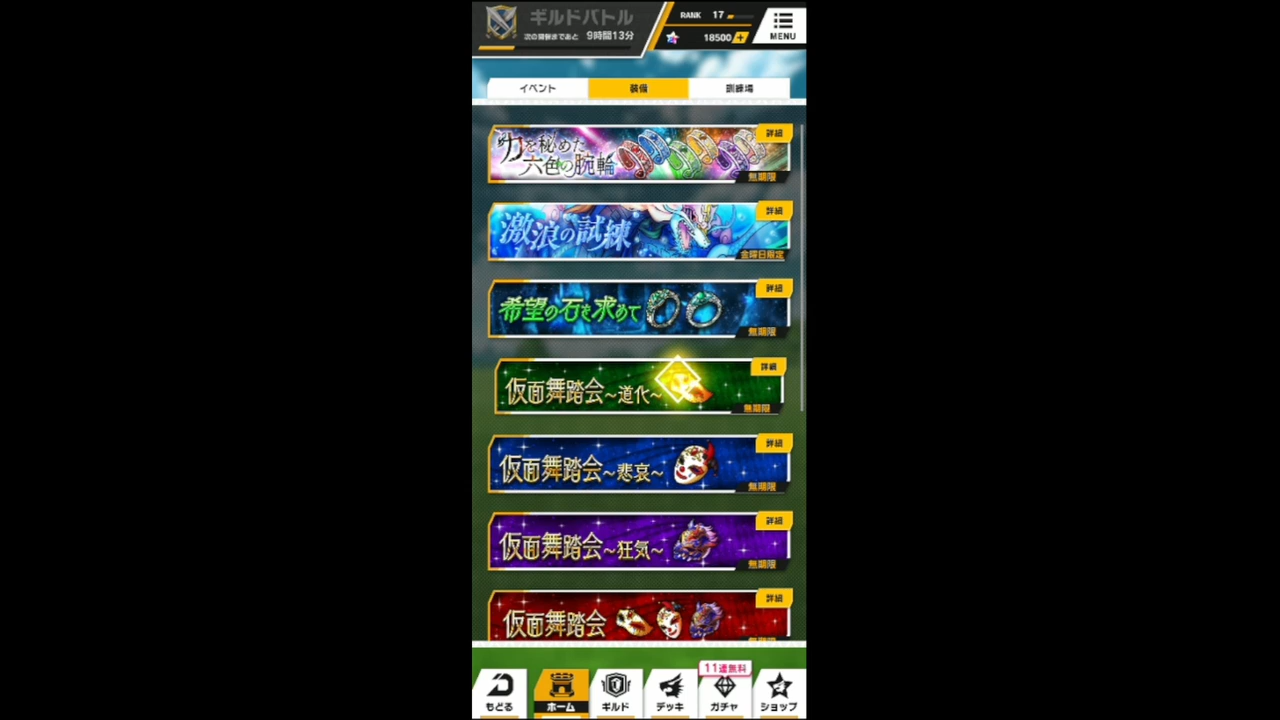 ギルドバトル
次の開催まであと 9時間13分
RANK 17
18500
MENU
イベント
装備
訓練場
詳細
力を秘めた
六色の腕輪
無期限
詳細
激浪の試練
金曜日限定
詳細
希望の石を求めて
無期限
詳細
仮面舞踏会～道化～
無期限
詳細
仮面舞踏会～悲哀～
無期限
詳細
仮面舞踏会～狂気～
無期限
詳細
仮面舞踏会
11連無料
もどる
ホーム
ギルド
デッキ
ガチャ
ショップ